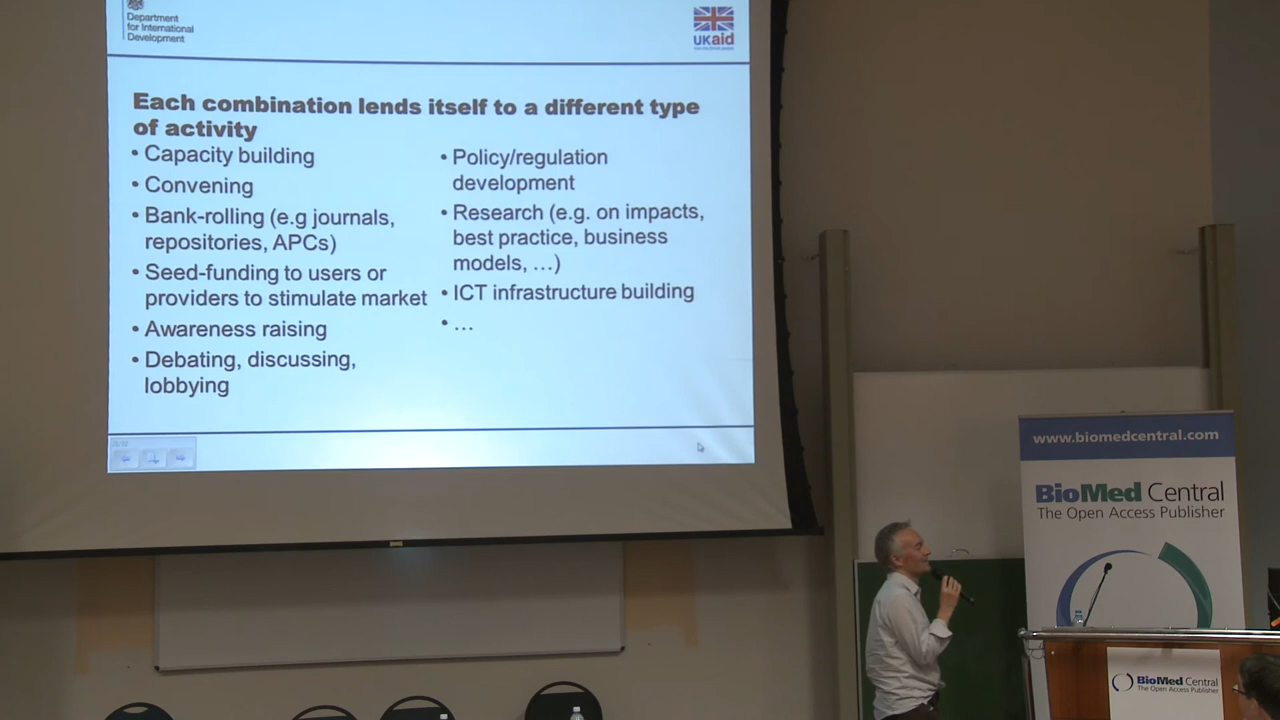 Department
for International
Development
UKaid
Each combination lends itself to a different type
of activity
• Capacity building
• Convening
• Bank-rolling (e.g journals,
repositories, APCs)
• Seed-funding to users or
providers to stimulate market
• Awareness raising
• Debating, discussing,
lobbying
• Policy/regulation
development
• Research (e.g. on impacts,
best practice, business
models, …)
• ICT infrastructure building
• …
www.biomedcentral.com
BioMed Central
The Open Access Publisher
BioMed Central
The Open Access Publisher